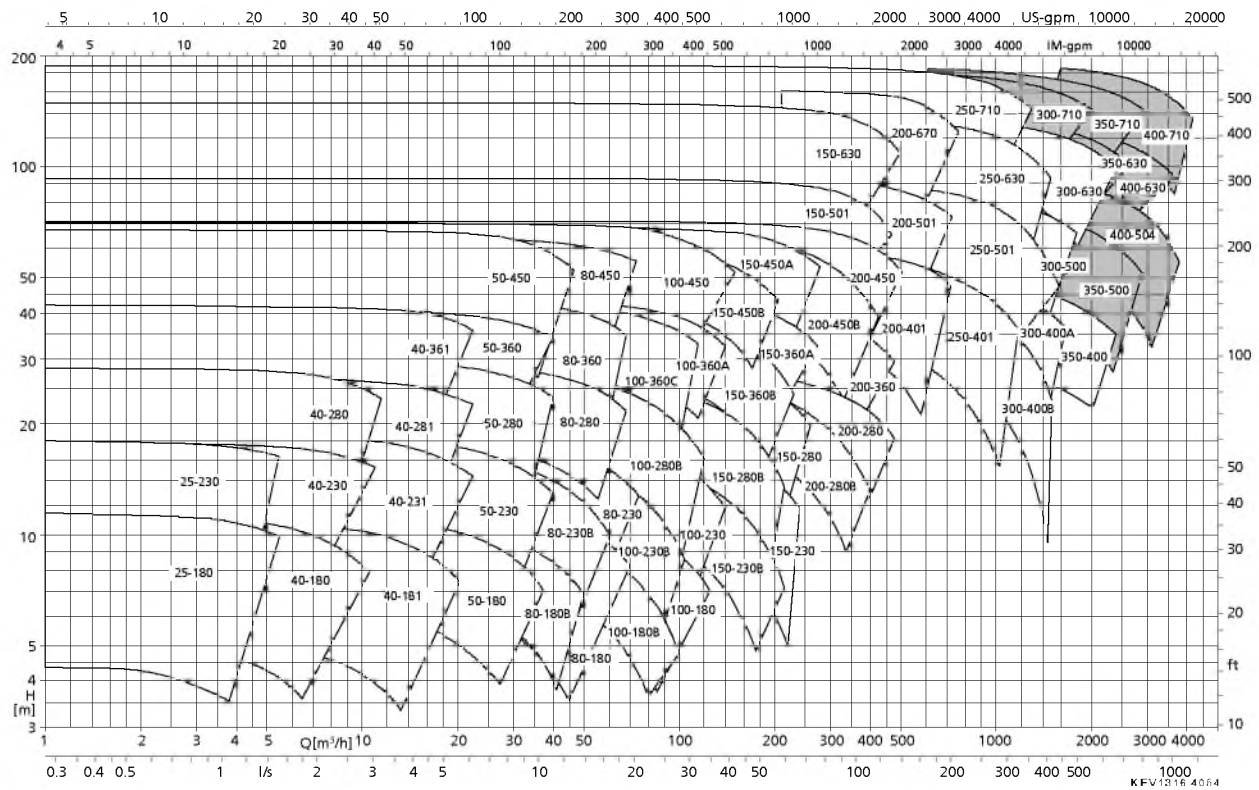 5 10 20 30 40 50 100 200 300 400 500 1000 2000 3000 4000 US-gpm 10000 20000
4 5 10 20 30 40 50 100 200 300 400 500 1000 2000 3000 4000 IM-gpm 10000
200
500
250-710
300-710
350-710
400-710
400
200-670
150-630
350-630
100
250-630
300-630
400-630
300
150-501
200-501
400-504
250-501
200
50-450
80-450
100-450
150-450A
200-450
300-500
50
350-500
150-450B
40
200-450B
200-401
250-401
300-400A
40-361
50-360
80-360
100-360A
150-360A
350-400
100
30
100-360C
150-360B
200-360
40-280
40-281
50-280
80-280
300-400B
200-280
20
100-280B
150-280B
150-280
50
25-230
40-230
40-231
50-230
200-280B
40
80-230B
80-230
100-230
10
100-230B
150-230
30
25-180
40-180
150-230B
40-181
50-180
80-180B
100-180
20
100-180B
5
80-180
ft
4
H
[m]
10
3
1 2 3 4 5 Q[m³/h] 10 20 30 40 50 100 200 300 400 500 1000 2000 3000 4000
0.3 0.4 0.5 1 l/s 2 3 4 5 10 20 30 40 50 100 200 300 400 500 1000
KEV1316.4064